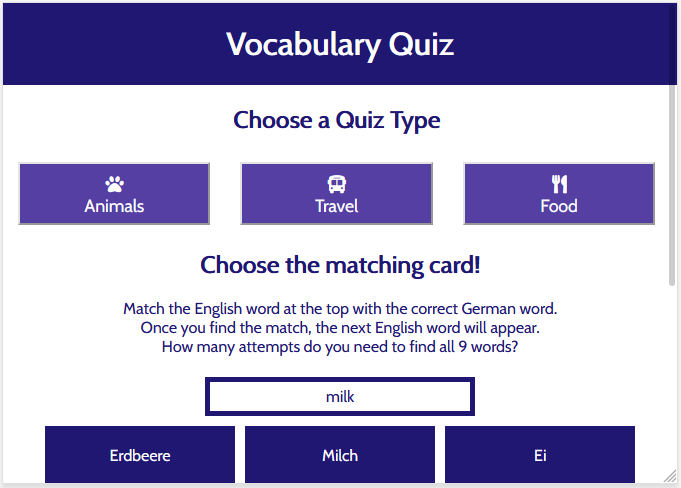 Vocabulary Quiz
Choose a Quiz Type
Animals
Travel
Food
Choose the matching card!
Match the English word at the top with the correct German word.
Once you find the match, the next English word will appear.
How many attempts do you need to find all 9 words?
milk
Erdbeere
Milch
Ei